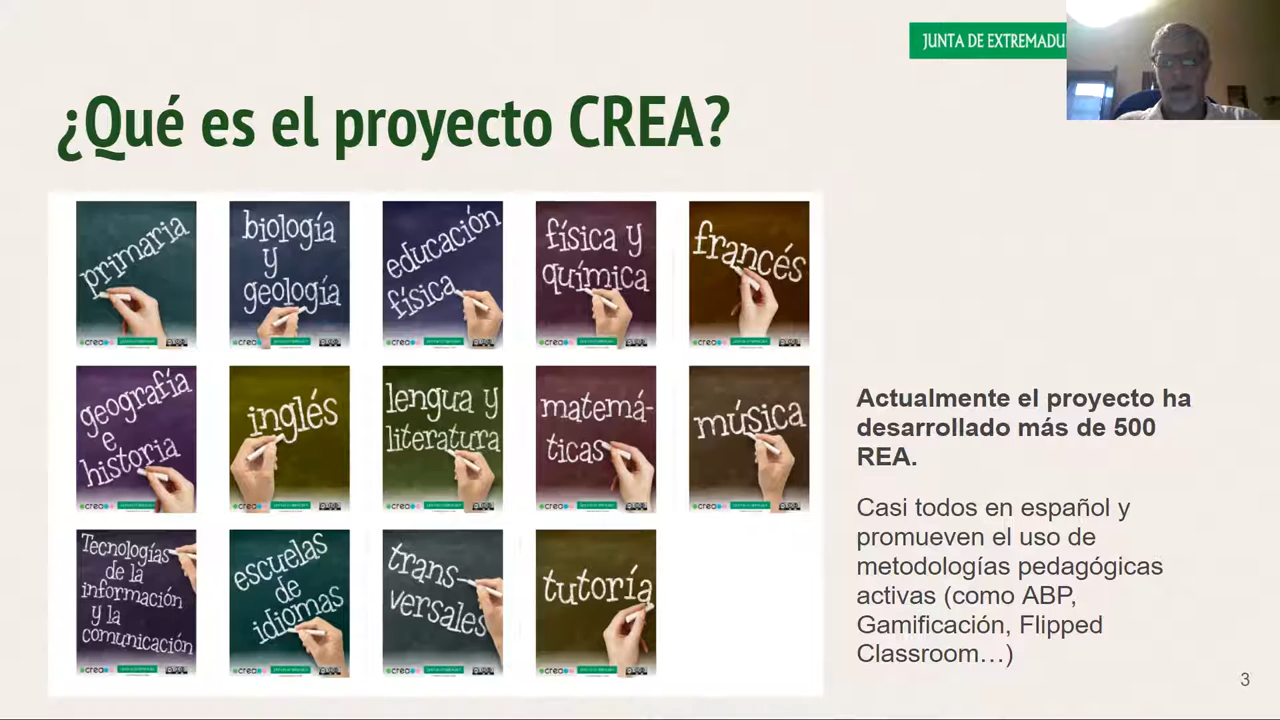 JUNTA DE EXTREMADU
¿Qué es el proyecto CREA?
primaria
biología
y
geología
educación
física
física y
química
francés
geografía
e
historia
inglés
lengua y
literatura
matemá-
ticas
música
Tecnologías
de la
información
y la
comunicación
escuelas
de
idiomas
trans
versales
tutoría
Actualmente el proyecto ha
desarrollado más de 500
REA.
Casi todos en español y
promueven el uso de
metodologías pedagógicas
activas (como ABP,
Gamificación, Flipped
Classroom…)
3